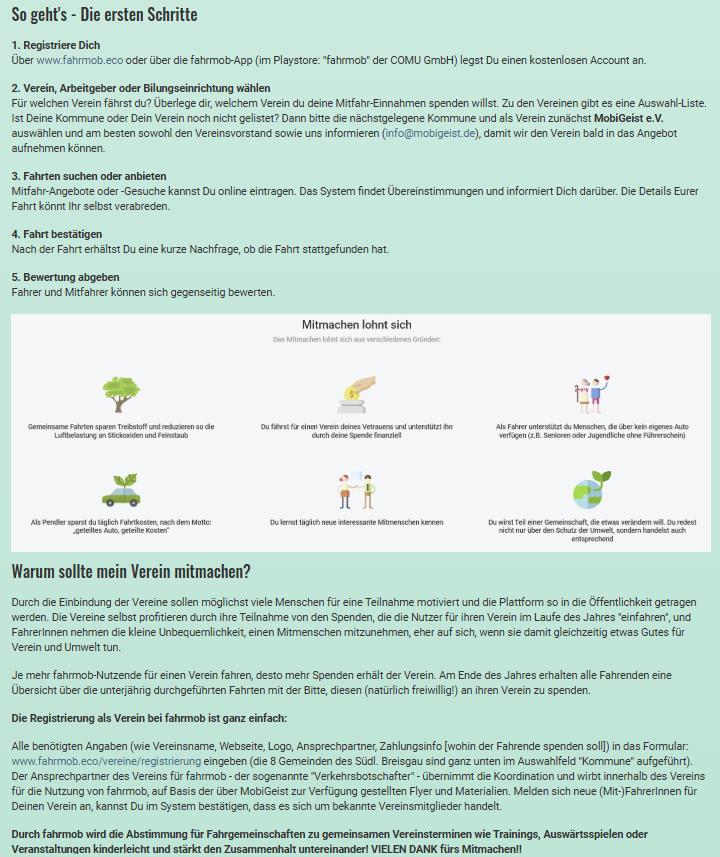 So geht's - Die ersten Schritte
1. Registriere Dich
Über www.fahrmob.eco oder über die fahrmob-App (im Playstore: "fahrmob" der COMU GmbH) legst Du einen kostenlosen Account an.
2. Verein, Arbeitgeber oder Bilungseinrichtung wählen
Für welchen Verein fährst du? Überlege dir, welchem Verein du deine Mitfahr-Einnahmen spenden willst. Zu den Vereinen gibt es eine Auswahl-Liste.
Ist Deine Kommune oder Dein Verein noch nicht gelistet? Dann bitte die nächstgelegene Kommune und als Verein zunächst MobiGeist e.V.
auswählen und am besten sowohl den Vereinsvorstand sowie uns informieren (info@mobigeist.de), damit wir den Verein bald in das Angebot
aufnehmen können.
3. Fahrten suchen oder anbieten
Mitfahr-Angebote oder -Gesuche kannst Du online eintragen. Das System findet Übereinstimmungen und informiert Dich darüber. Die Details Eurer
Fahrt könnt Ihr selbst verabreden.
4. Fahrt bestätigen
Nach der Fahrt erhältst Du eine kurze Nachfrage, ob die Fahrt stattgefunden hat.
5. Bewertung abgeben
Fahrer und Mitfahrer können sich gegenseitig bewerten.
Mitmachen lohnt sich
Das Mitmachen lohnt sich aus verschiedenen Gründen:
Gemeinsame Fahrten sparen Treibstoff und reduzieren so die
Luftbelastung an Stickoxiden und Feinstaub
Du fährst für einen Verein deines Vetrauens und unterstützt ihn
durch deine Spende finanziell
Als Fahrer unterstützt du Menschen, die über kein eigenes Auto
verfügen (z.B. Senioren oder Jugendliche ohne Führerschein)
Als Pendler sparst du täglich Fahrtkosten, nach dem Motto:
„geteiltes Auto, geteilte Kosten"
Du lernst täglich neue interessante Mitmenschen kennen
Du wirst Teil einer Gemeinschaft, die etwas verändern will. Du redest
nicht nur über den Schutz der Umwelt, sondern handelst auch
entsprechend
Warum sollte mein Verein mitmachen?
Durch die Einbindung der Vereine sollen möglichst viele Menschen für eine Teilnahme motiviert und die Plattform so in die Öffentlichkeit getragen
werden. Die Vereine selbst profitieren durch ihre Teilnahme von den Spenden, die die Nutzer für ihren Verein im Laufe des Jahres "einfahren", und
FahrerInnen nehmen die kleine Unbequemlichkeit, einen Mitmenschen mitzunehmen, eher auf sich, wenn sie damit gleichzeitig etwas Gutes für
Verein und Umwelt tun.
Je mehr fahrmob-Nutzende für einen Verein fahren, desto mehr Spenden erhält der Verein. Am Ende des Jahres erhalten alle Fahrenden eine
Übersicht über die unterjährig durchgeführten Fahrten mit der Bitte, diesen (natürlich freiwillig!) an ihren Verein zu spenden.
Die Registrierung als Verein bei fahrmob ist ganz einfach:
Alle benötigten Angaben (wie Vereinsname, Webseite, Logo, Ansprechpartner, Zahlungsinfo [wohin der Fahrende spenden soll]) in das Formular:
www.fahrmob.eco/vereine/registrierung eingeben (die 8 Gemeinden des Südl. Breisgau sind ganz unten im Auswahlfeld "Kommune" aufgeführt).
Der Ansprechpartner des Vereins für fahrmob - der sogenannte "Verkehrsbotschafter" - übernimmt die Koordination und wirbt innerhalb des Vereins
für die Nutzung von fahrmob, auf Basis der über MobiGeist zur Verfügung gestellten Flyer und Materialien. Melden sich neue (Mit-)FahrerInnen für
Deinen Verein an, kannst Du im System bestätigen, dass es sich um bekannte Vereinsmitglieder handelt.
Durch fahrmob wird die Abstimmung für Fahrgemeinschaften zu gemeinsamen Vereinsterminen wie Trainings, Auswärtsspielen oder
Veranstaltungen kinderleicht und stärkt den Zusammenhalt untereinander! VIELEN DANK fürs Mitmachen!!